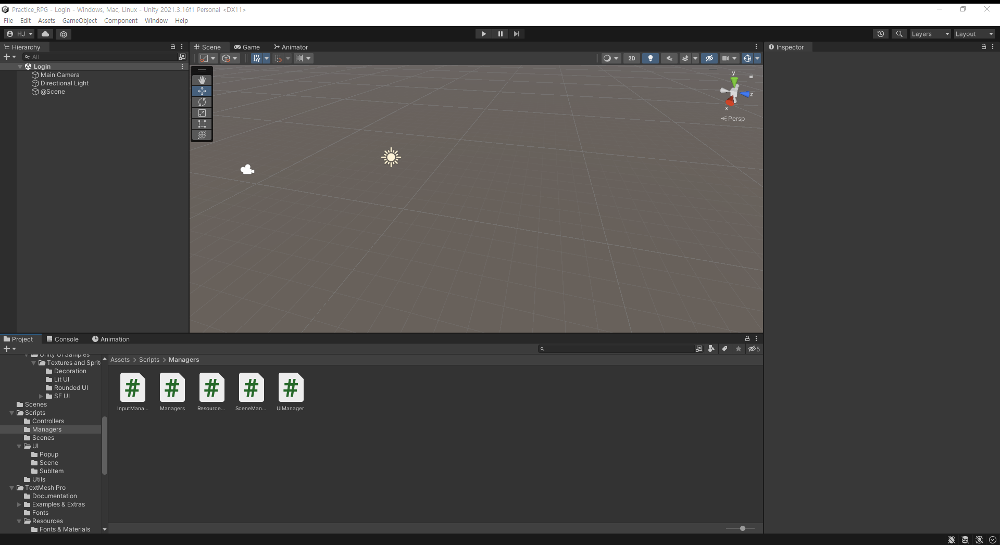 Practice_RPG - Login - Windows, Mac, Linux - Unity 2021.3.16f1 Personal <DX11>
File Edit Assets GameObject Component Window Help
HJ
Layers
Layout
Hierarchy
Scene
Game
Animator
Inspector
All
2D
Login
Main Camera
Directional Light
@Scene
y
z
x
Persp
Project
Console
Animation
5
Unity UI Samples
Textures and Sprit
Decoration
Lit UI
Rounded UI
SF UI
Scenes
Scripts
Controllers
Managers
Scenes
UI
Popup
Scene
SubItem
Utils
TextMesh Pro
Documentation
Examples & Extras
Fonts
Resources
Fonts & Materials
Assets > Scripts > Managers
InputMana...
Managers
Resource...
SceneMan...
UIManager